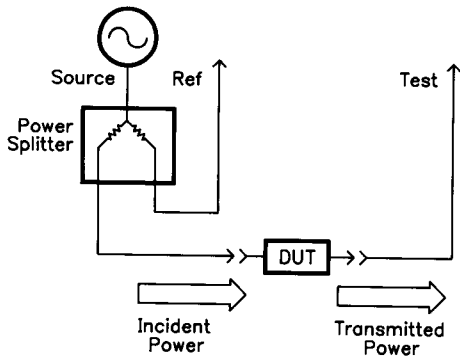 Source
Ref
Test
Power
Splitter
DUT
Incident
Power
Transmitted
Power